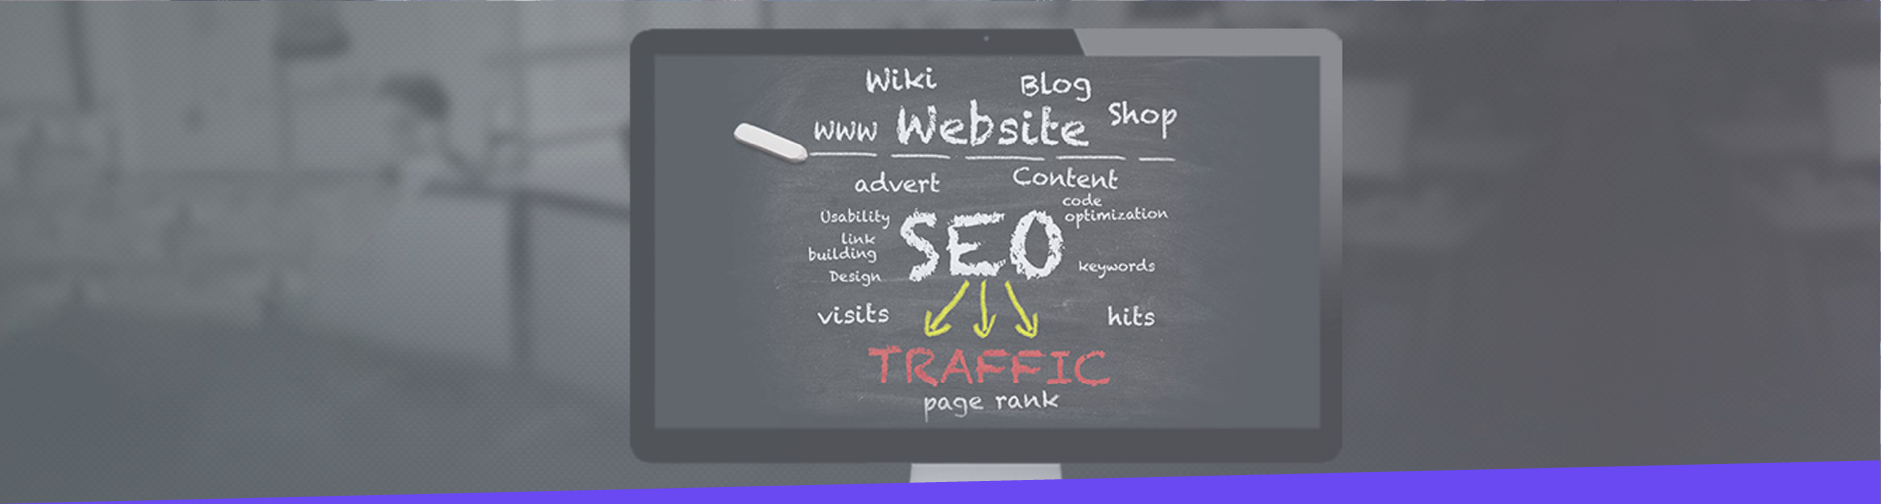 Wiki Blog
www Website Shop
advert Content
Usability SEO code
optimization
link
building
Design keywords
visits hits
TRAFFIC
page rank